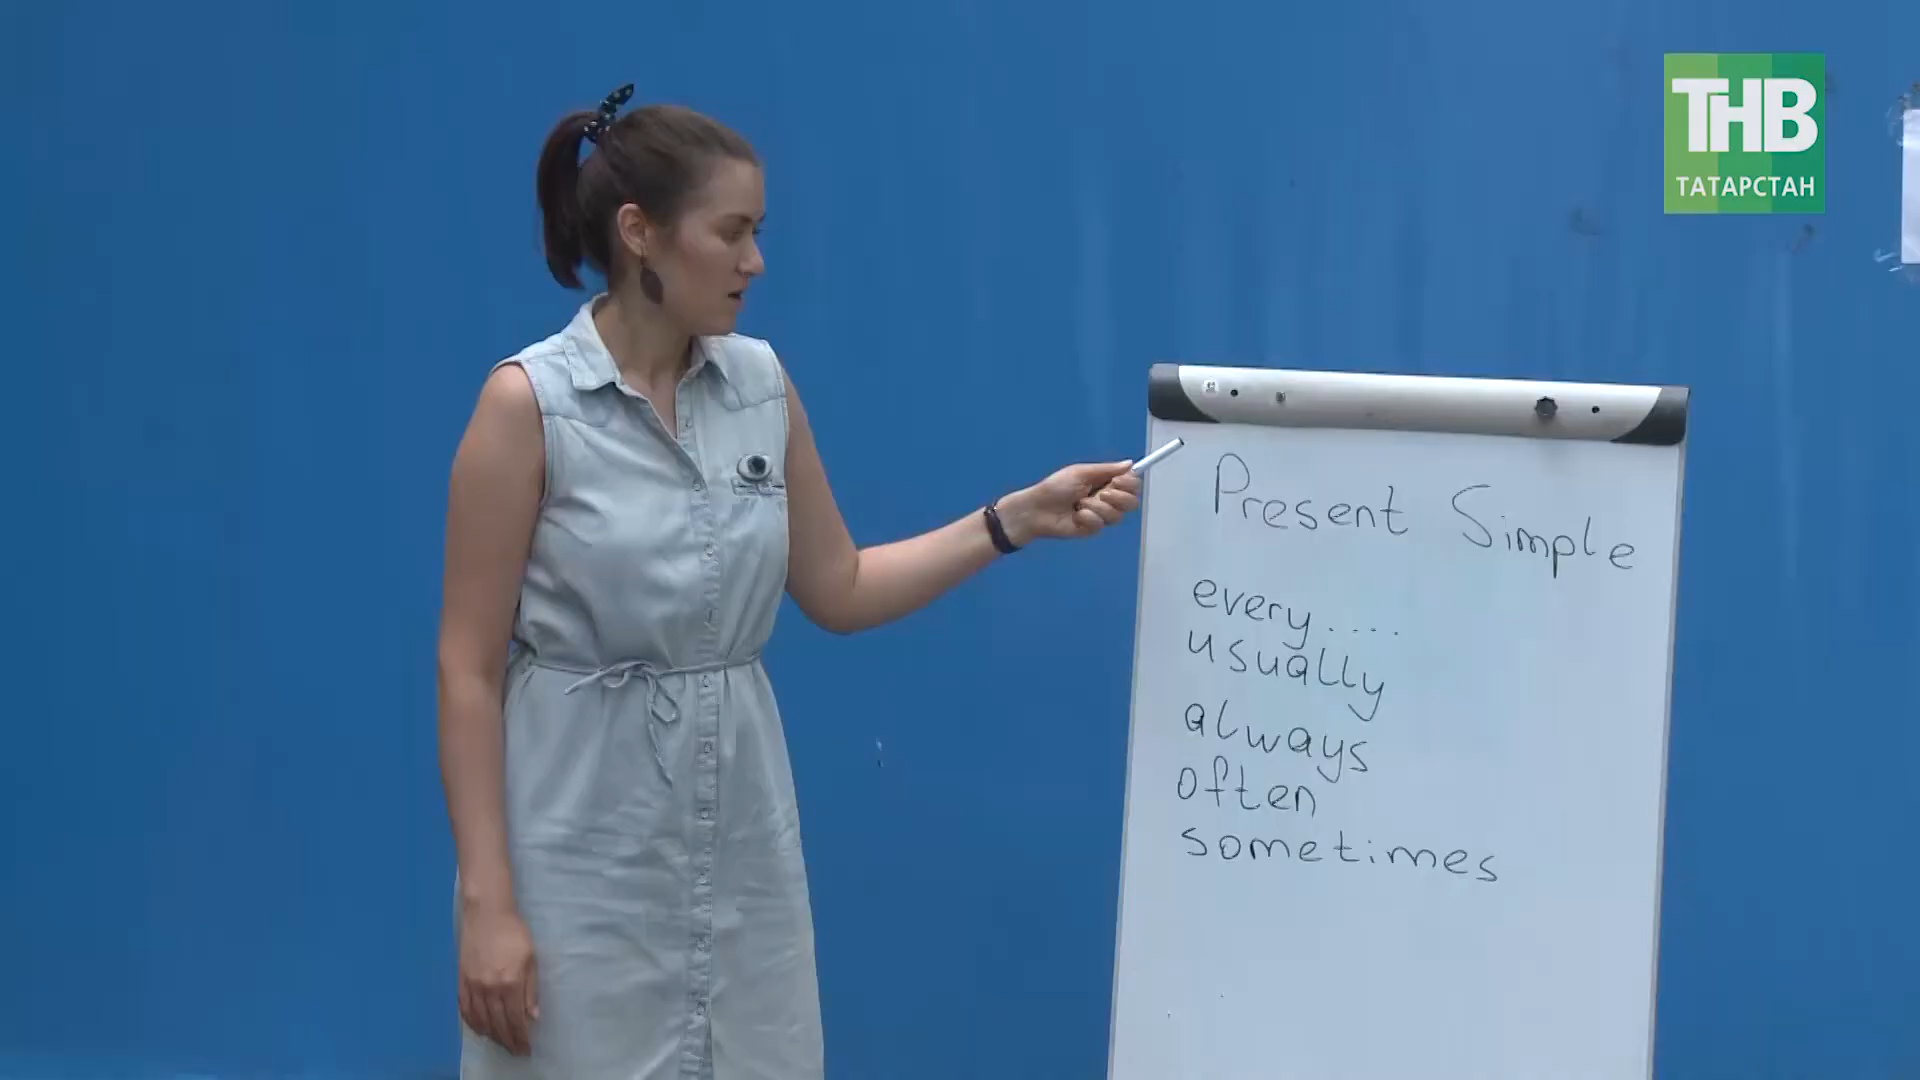 ТНВ
ТАТАРСТАН
Present Simple
every....
usually
always
often
sometimes